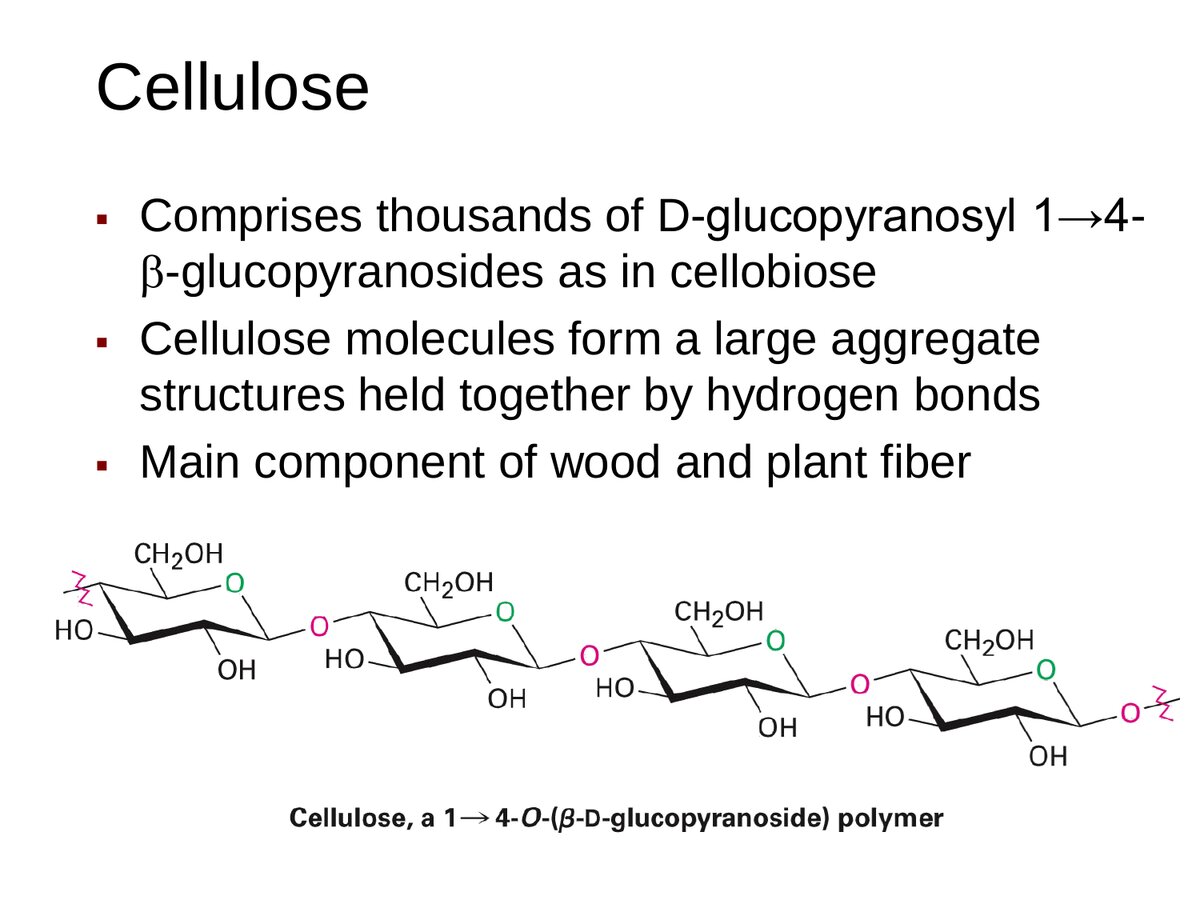 Cellulose
▪ Comprises thousands of D-glucopyranosyl 1→4-
β-glucopyranosides as in cellobiose
▪ Cellulose molecules form a large aggregate
structures held together by hydrogen bonds
▪ Main component of wood and plant fiber
CH₂OH
O
HO
OH
O
CH₂OH
O
HO
OH
O
CH₂OH
O
HO
OH
O
CH₂OH
O
HO
OH
O
Cellulose, a 1→4-O-(β-D-glucopyranoside) polymer